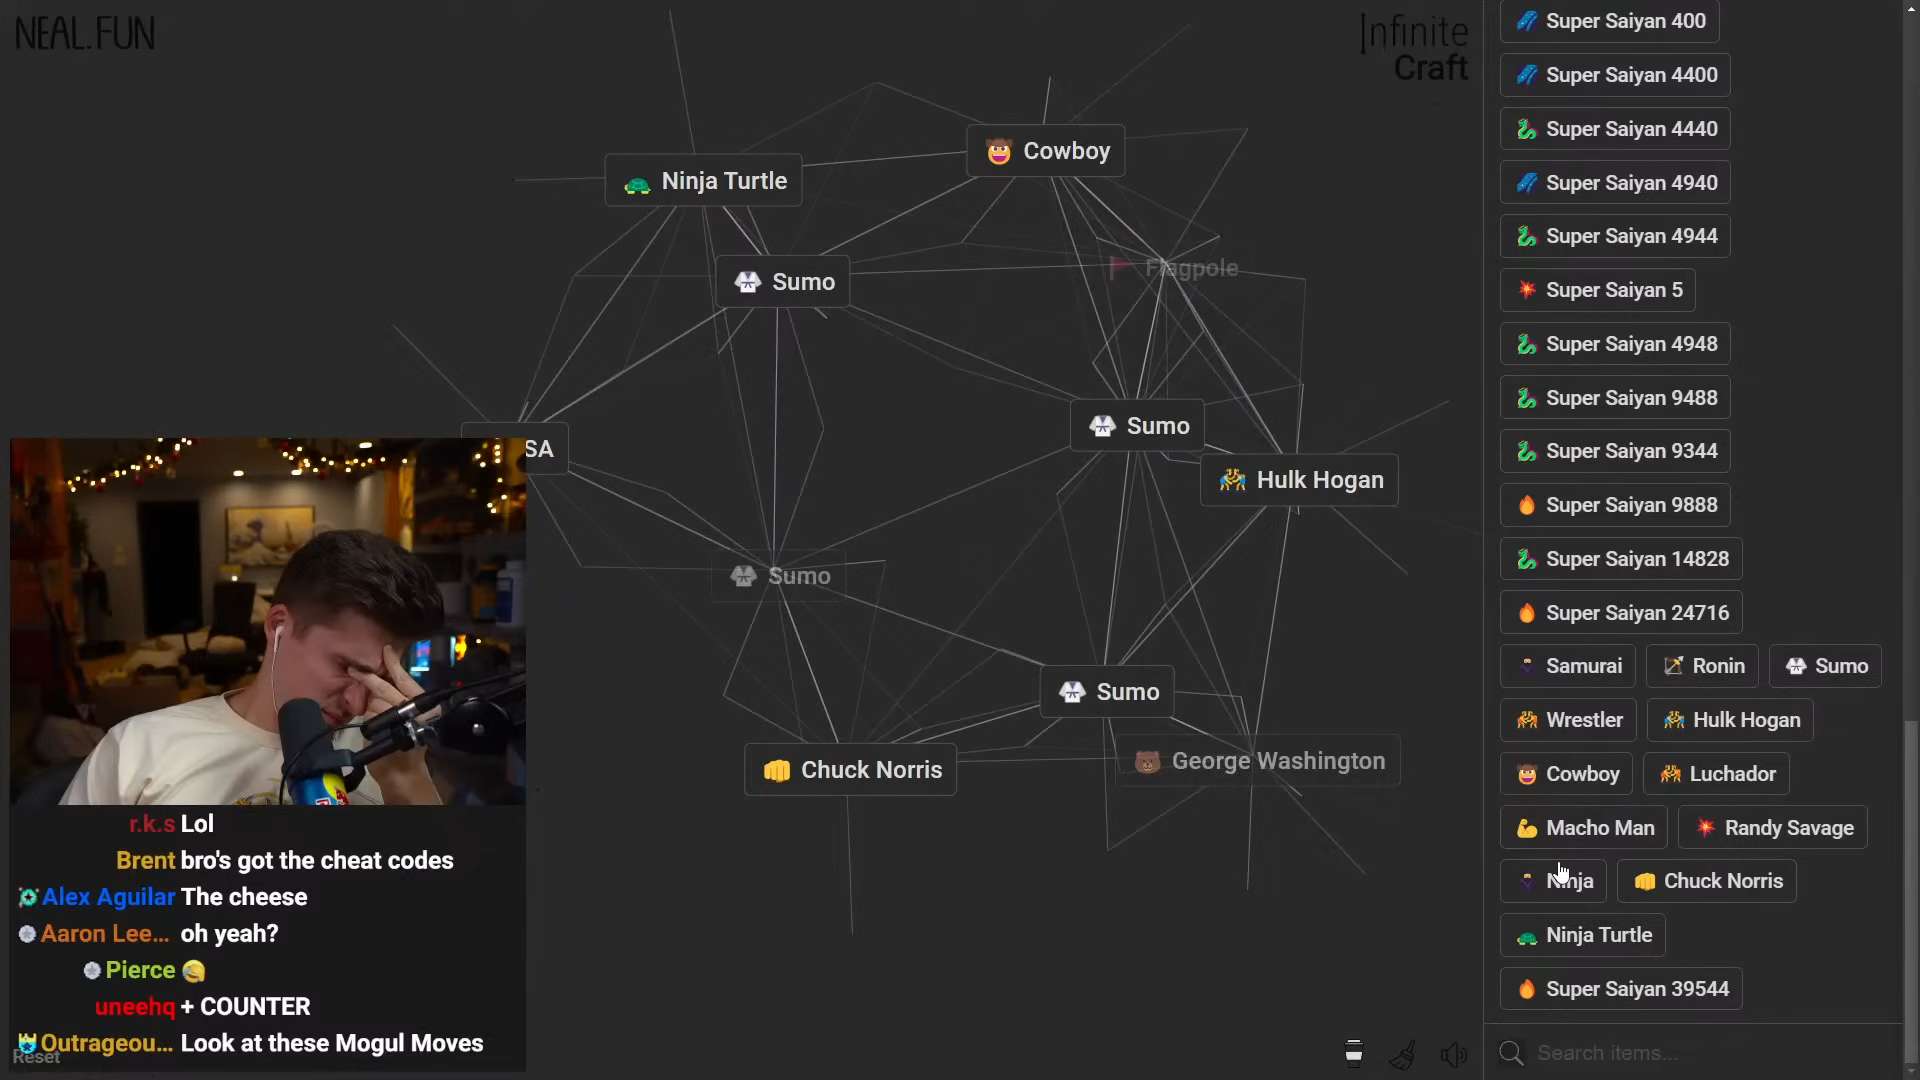 NEAL.FUN
Infinite
Craft
Ninja Turtle
Cowboy
Sumo
Flagpole
SA
Sumo
Hulk Hogan
Sumo
Sumo
George Washington
Chuck Norris
r.k.s Lol
Brent bro's got the cheat codes
Alex Aguilar The cheese
Aaron Lee... oh yeah?
Pierce
uneehq + COUNTER
Outrageou... Look at these Mogul Moves
Reset
Super Saiyan 400
Super Saiyan 4400
Super Saiyan 4440
Super Saiyan 4940
Super Saiyan 4944
Super Saiyan 5
Super Saiyan 4948
Super Saiyan 9488
Super Saiyan 9344
Super Saiyan 9888
Super Saiyan 14828
Super Saiyan 24716
Samurai Ronin Sumo
Wrestler Hulk Hogan
Cowboy Luchador
Macho Man Randy Savage
Ninja Chuck Norris
Ninja Turtle
Super Saiyan 39544
Search items...